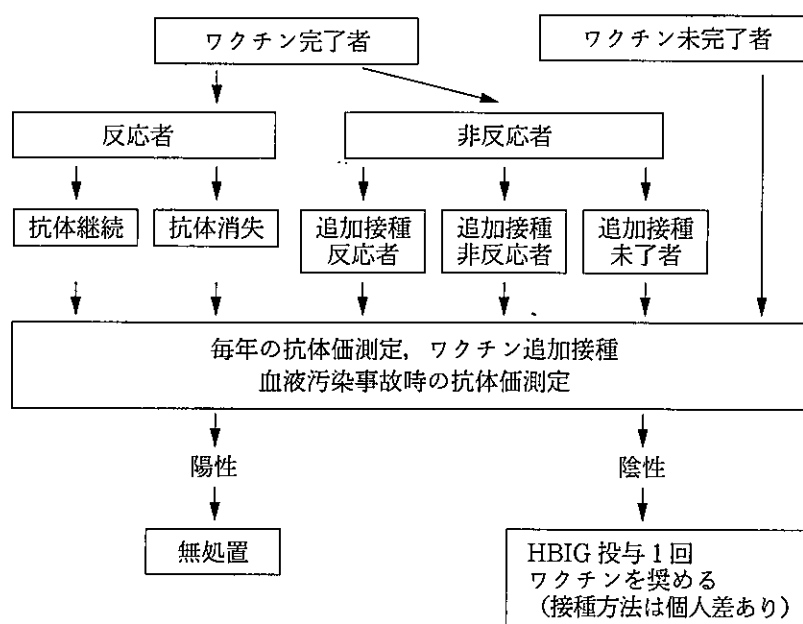 ワクチン完了者
ワクチン未完了者
反応者
非反応者
抗体継続
抗体消失
追加接種
反応者
追加接種
非反応者
追加接種
未了者
毎年の抗体価測定，ワクチン追加接種
血液汚染事故時の抗体価測定
陽性
陰性
無処置
HBIG 投与 1 回
ワクチンを奨める
（接種方法は個人差あり）